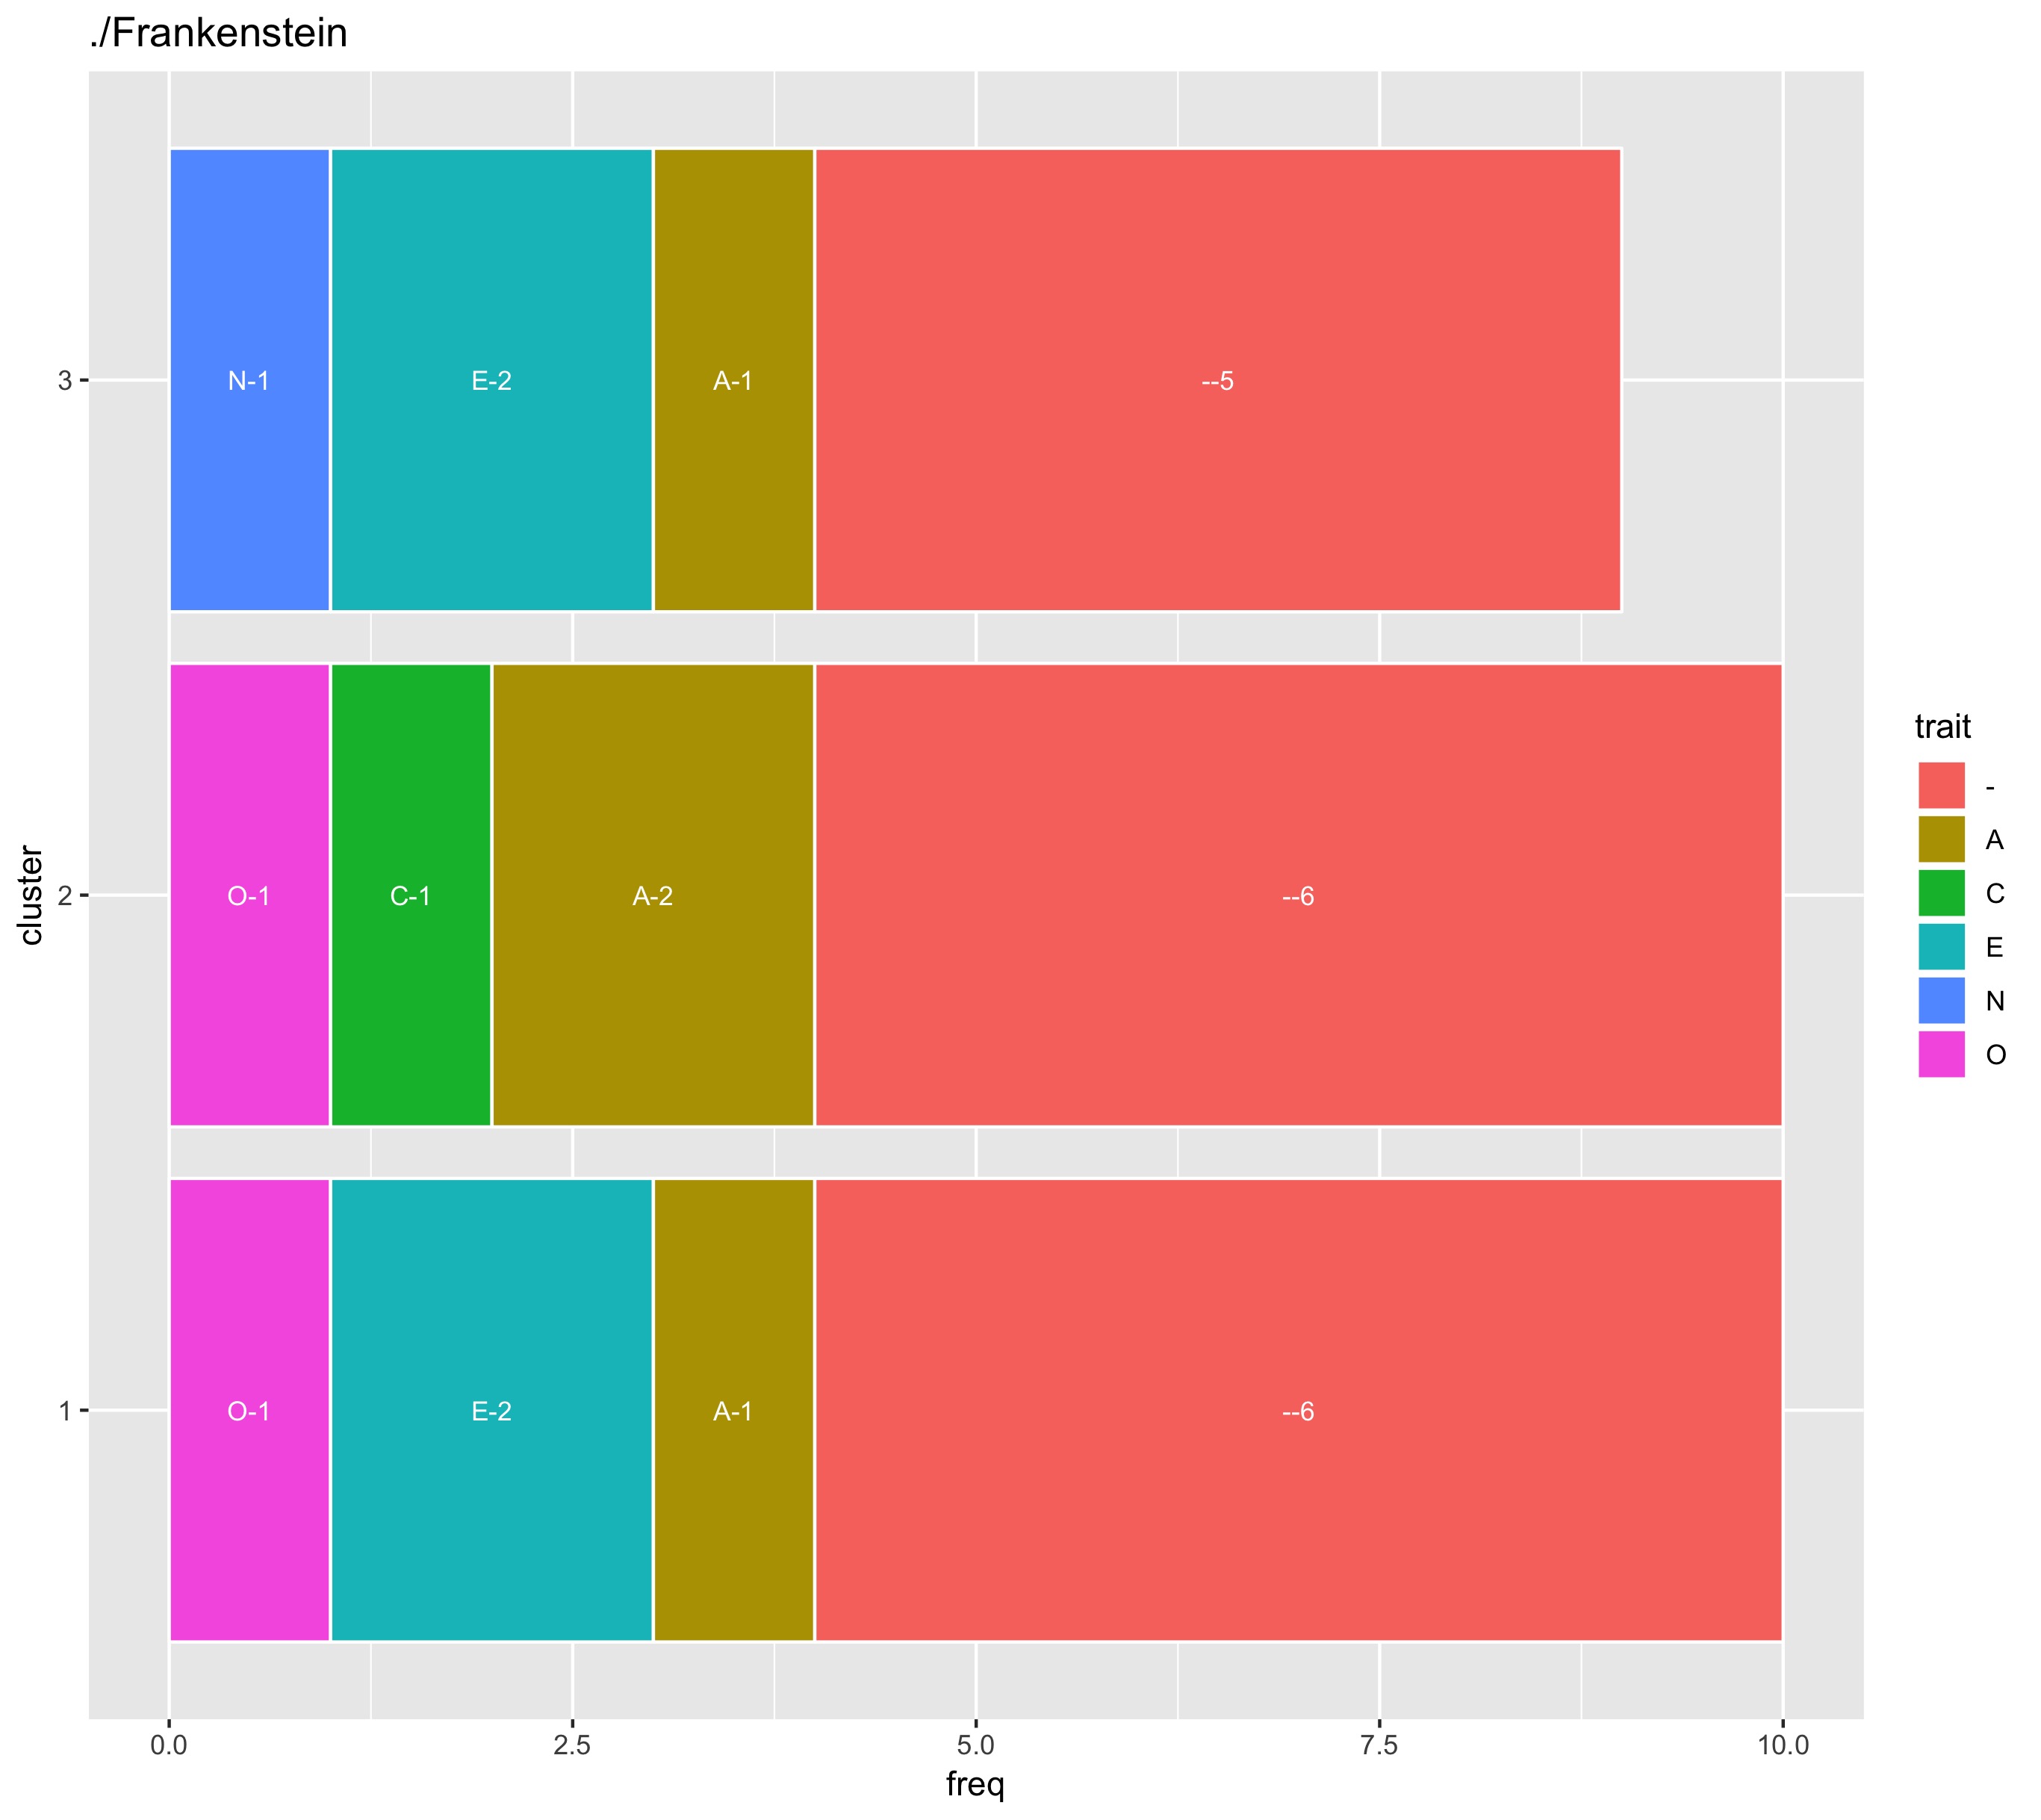 ./Frankenstein
3
N-1 E-2 A-1 --5
2
O-1 C-1 A-2 --6
1
O-1 E-2 A-1 --6
cluster
0.0 2.5 5.0 7.5 10.0
freq
trait
-
A
C
E
N
O